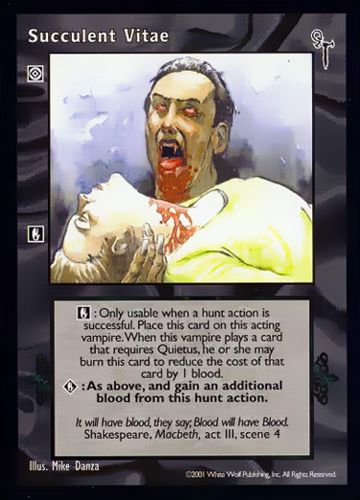 Succulent Vitae
: Only usable when a hunt action is
successful. Place this card on this acting
vampire. When this vampire plays a card
that requires Quietus, he or she may
burn this card to reduce the cost of that
card by 1 blood.
: As above, and gain an additional
blood from this hunt action.
It will have blood, they say; Blood will have Blood.
Shakespeare, Macbeth, act III, scene 4
Illus. Mike Danza
©2001 White Wolf Publishing, Inc. All Rights Reserved.